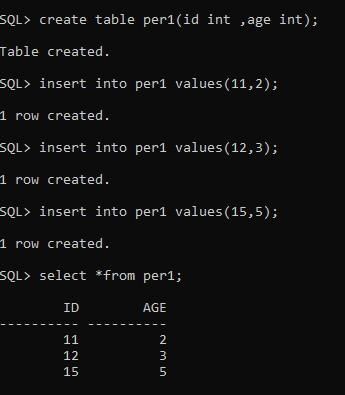 SQL> create table per1(id int ,age int);
Table created.
SQL> insert into per1 values(11,2);
1 row created.
SQL> insert into per1 values(12,3);
1 row created.
SQL> insert into per1 values(15,5);
1 row created.
SQL> select *from per1;
        ID        AGE
---------- ----------
        11          2
        12          3
        15          5